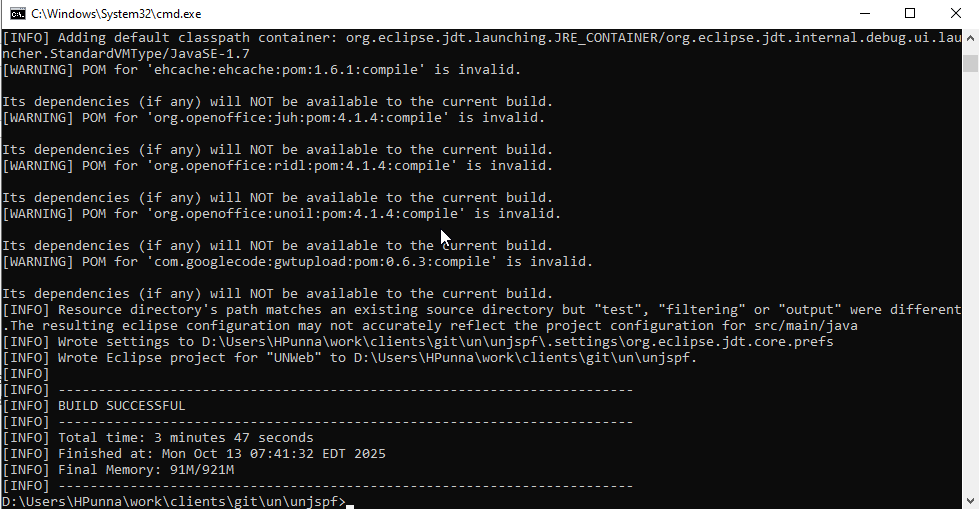 C:\Windows\System32\cmd.exe
[INFO] Adding default classpath container: org.eclipse.jdt.launching.JRE_CONTAINER/org.eclipse.jdt.internal.debug.ui.lau
ncher.StandardVMType/JavaSE-1.7
[WARNING] POM for 'ehcache:ehcache:pom:1.6.1:compile' is invalid.
Its dependencies (if any) will NOT be available to the current build.
[WARNING] POM for 'org.openoffice:juh:pom:4.1.4:compile' is invalid.
Its dependencies (if any) will NOT be available to the current build.
[WARNING] POM for 'org.openoffice:ridl:pom:4.1.4:compile' is invalid.
Its dependencies (if any) will NOT be available to the current build.
[WARNING] POM for 'org.openoffice:unoil:pom:4.1.4:compile' is invalid.
Its dependencies (if any) will NOT be available to the current build.
[WARNING] POM for 'com.googlecode:gwtupload:pom:0.6.3:compile' is invalid.
Its dependencies (if any) will NOT be available to the current build.
[INFO] Resource directory's path matches an existing source directory but "test", "filtering" or "output" were different
.The resulting eclipse configuration may not accurately reflect the project configuration for src/main/java
[INFO] Wrote settings to D:\Users\HPunna\work\clients\git\un\unjspf\.settings\org.eclipse.jdt.core.prefs
[INFO] Wrote Eclipse project for "UNWeb" to D:\Users\HPunna\work\clients\git\un\unjspf.
[INFO]
[INFO] ------------------------------------------------------------------------
[INFO] BUILD SUCCESSFUL
[INFO] ------------------------------------------------------------------------
[INFO] Total time: 3 minutes 47 seconds
[INFO] Finished at: Mon Oct 13 07:41:32 EDT 2025
[INFO] Final Memory: 91M/921M
[INFO] ------------------------------------------------------------------------
D:\Users\HPunna\work\clients\git\un\unjspf>